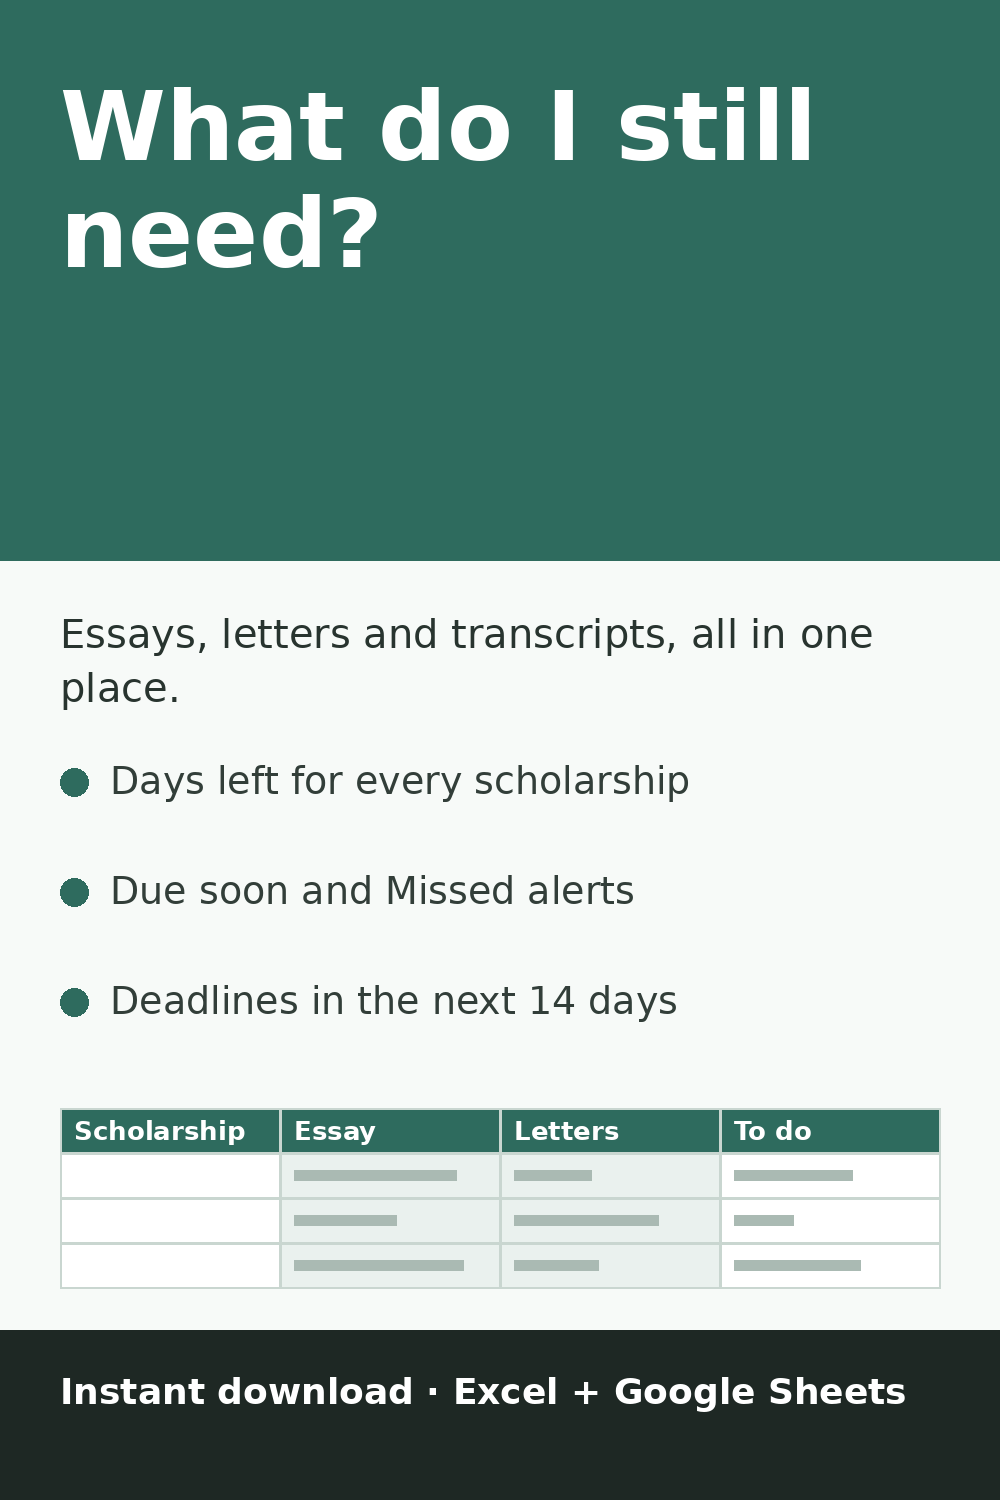 What do I still
need?
Essays, letters and transcripts, all in one
place.
Days left for every scholarship
Due soon and Missed alerts
Deadlines in the next 14 days
Scholarship Essay Letters To do
Instant download · Excel + Google Sheets